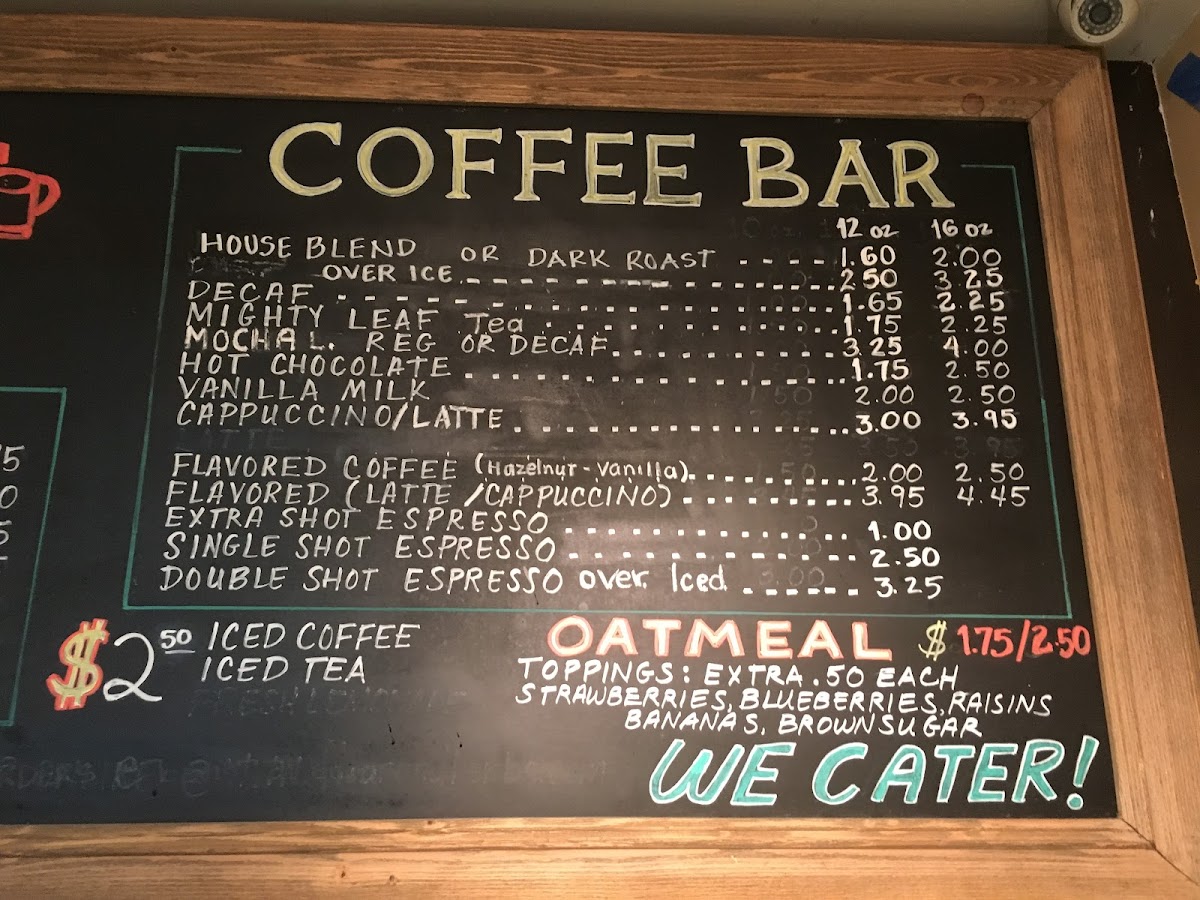 COFFEE BAR
12 oz 16 oz
HOUSE BLEND OR DARK ROAST 1.60 2.00
OVER ICE 2.50 3.25
DECAF 1.65 2.25
MIGHTY LEAF Tea 1.75 2.25
MOCHA L. REG OR DECAF 3.25 4.00
HOT CHOCOLATE 1.75 2.50
VANILLA MILK 2.00 2.50
CAPPUCCINO/LATTE 3.00 3.95
FLAVORED COFFEE (Hazelnut - Vanilla) 2.00 2.50
FLAVORED (LATTE /CAPPUCCINO) 3.95 4.45
EXTRA SHOT ESPRESSO 1.00
SINGLE SHOT ESPRESSO 2.50
DOUBLE SHOT ESPRESSO over Iced 3.25
$2.50 ICED COFFEE
ICED TEA
OATMEAL $1.75/2.50
TOPPINGS: EXTRA .50 EACH
STRAWBERRIES, BLUEBERRIES, RAISINS
BANANAS, BROWN SUGAR
WE CATER!